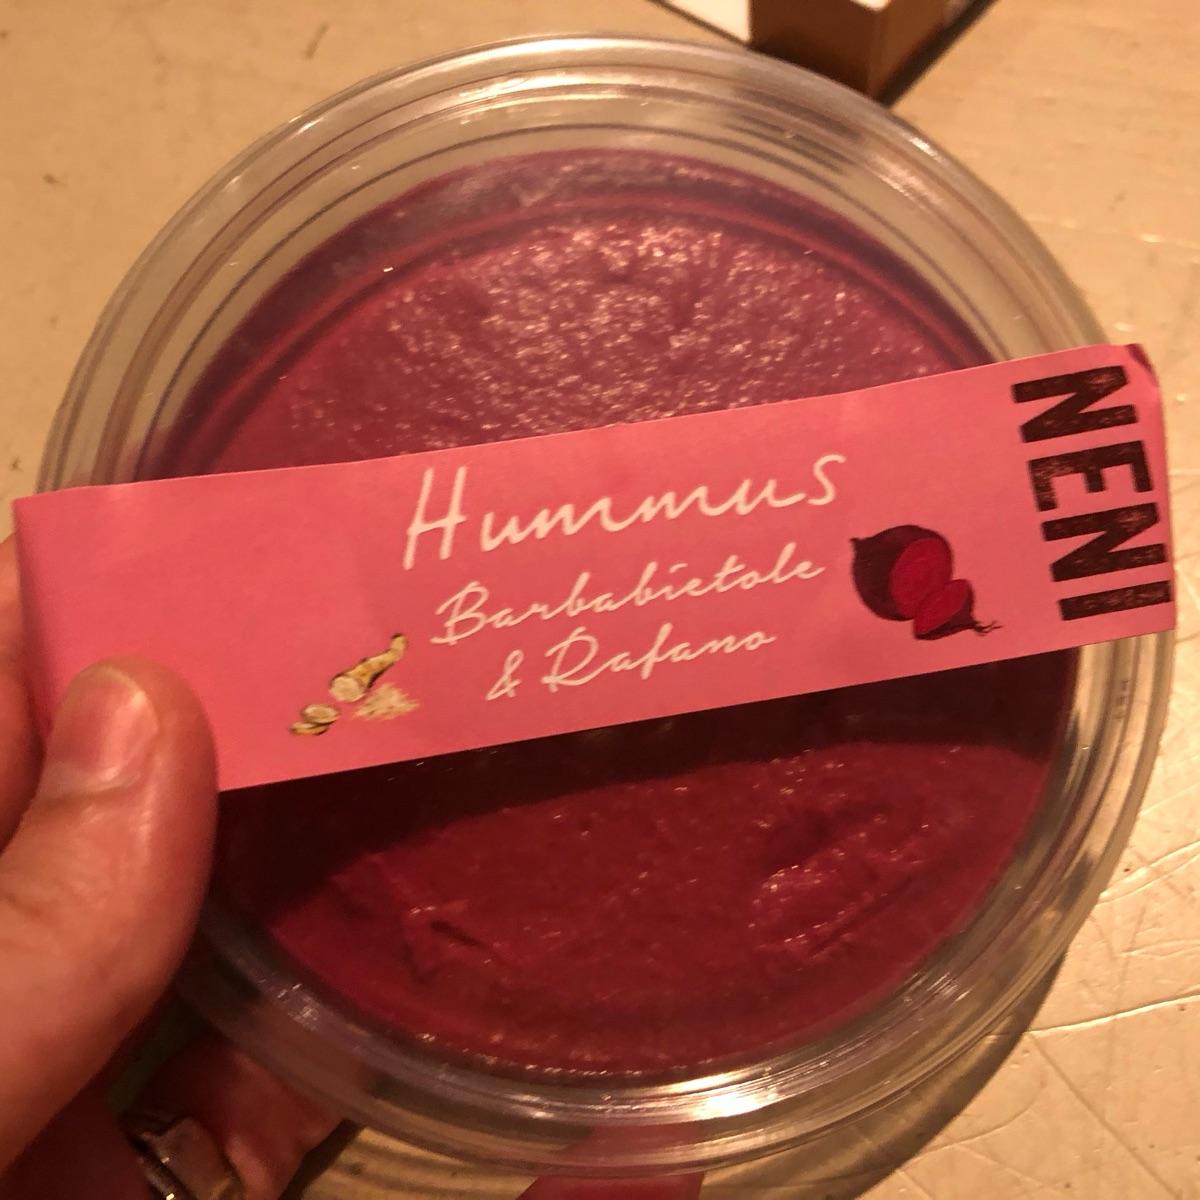 Hummus
Barbabietole
& Rafano
NENI